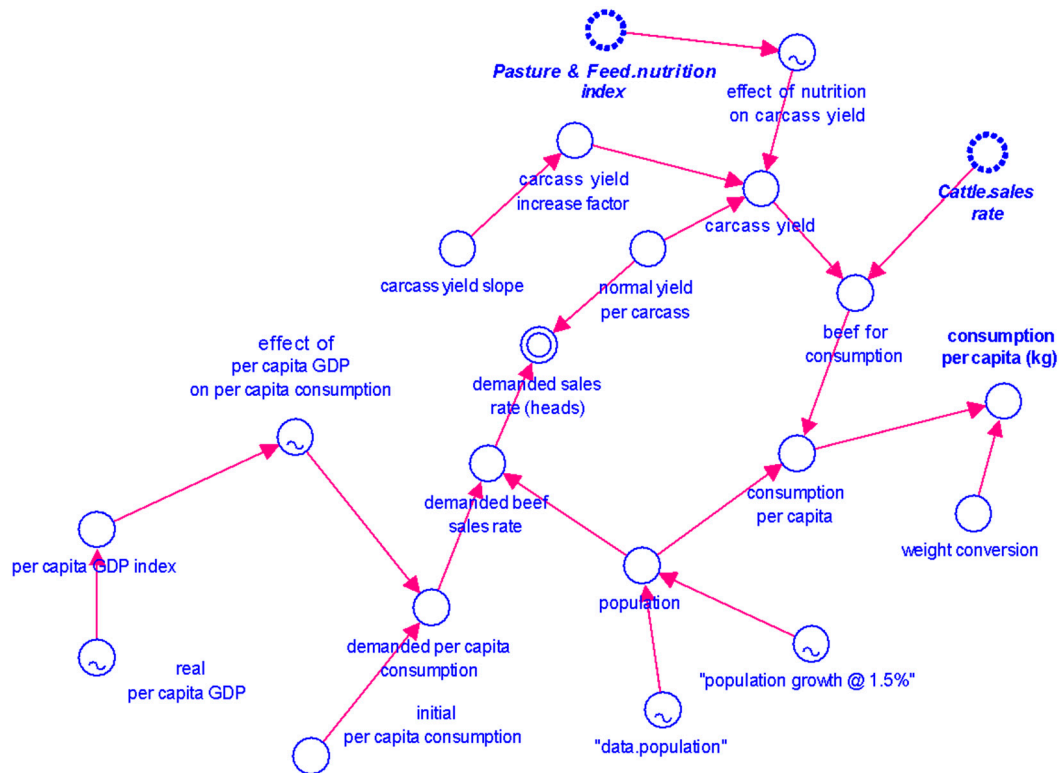 Pasture & Feed.nutrition
index
effect of nutrition
on carcass yield
carcass yield
increase factor
Cattle.sales
rate
carcass yield
carcass yield slope
normal yield
per carcass
beef for
consumption
consumption
per capita (kg)
effect of
per capita GDP
on per capita consumption
demanded sales
rate (heads)
demanded beef
sales rate
consumption
per capita
weight conversion
per capita GDP index
population
demanded per capita
consumption
real
per capita GDP
"population growth @ 1.5%"
initial
per capita consumption
"data.population"